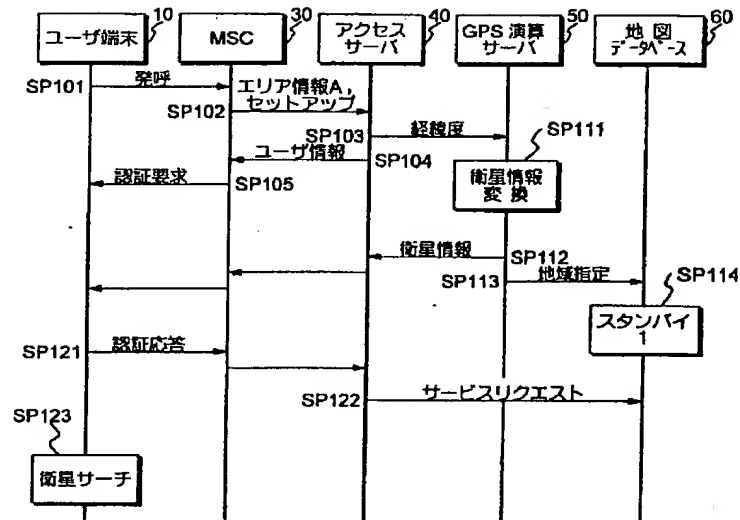 10
ユーザ端末
30
MSC
40
アクセス
サーバ
50
GPS 演算
サーバ
60
地 図
データベース
SP101
発呼
SP102
エリア情報A,
セットアップ
SP103
経緯度
SP111
ユーザ情報
SP104
衛星情報
変 換
認証要求
SP105
衛星情報
SP112
SP113
地域指定
SP114
スタンバイ
1
SP121
認証応答
SP122
サービスリクエスト
SP123
衛星サーチ